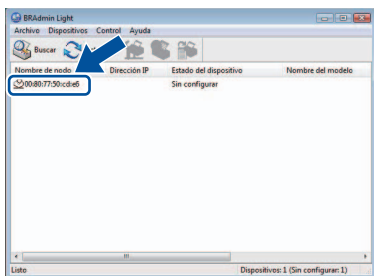 BRAdmin Light
Archivo Dispositivos Control Ayuda
Buscar
Nombre de nodo Dirección IP Estado del dispositivo Nombre del modelo
00:80:77:50:cd:e6 Sin configurar
Listo Dispositivos: 1 (Sin configurar: 1)